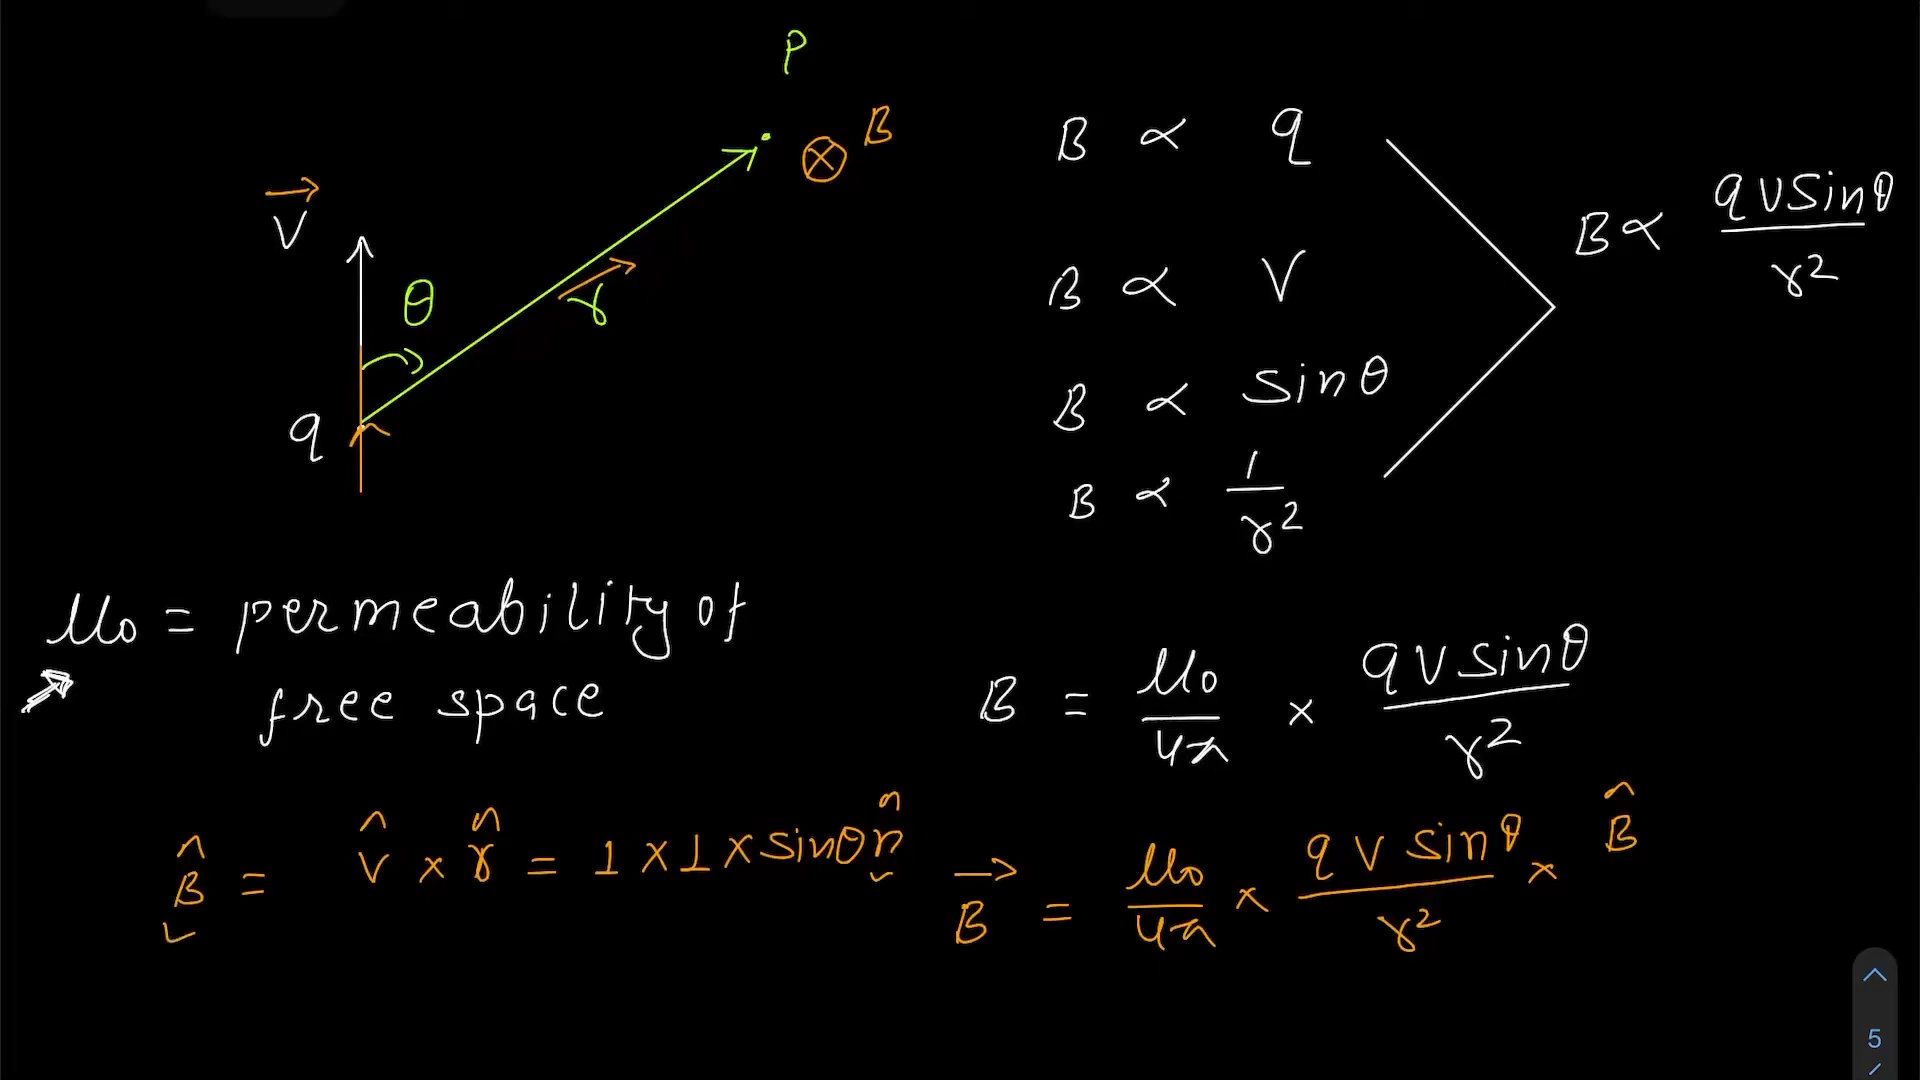 P
B
V⃗
θ
r⃗
q
B ∝ q
B ∝ V
B ∝ sinθ
B ∝ 1/r²
B ∝ qvsinθ/r²
μ₀ = permeability of
free space
B = μ₀/4π × qvsinθ/r²
B̂ = v̂ × r̂ = 1 × 1 × sinθ n̂
B⃗ = μ₀/4π × qvsinθ/r² × B̂
5